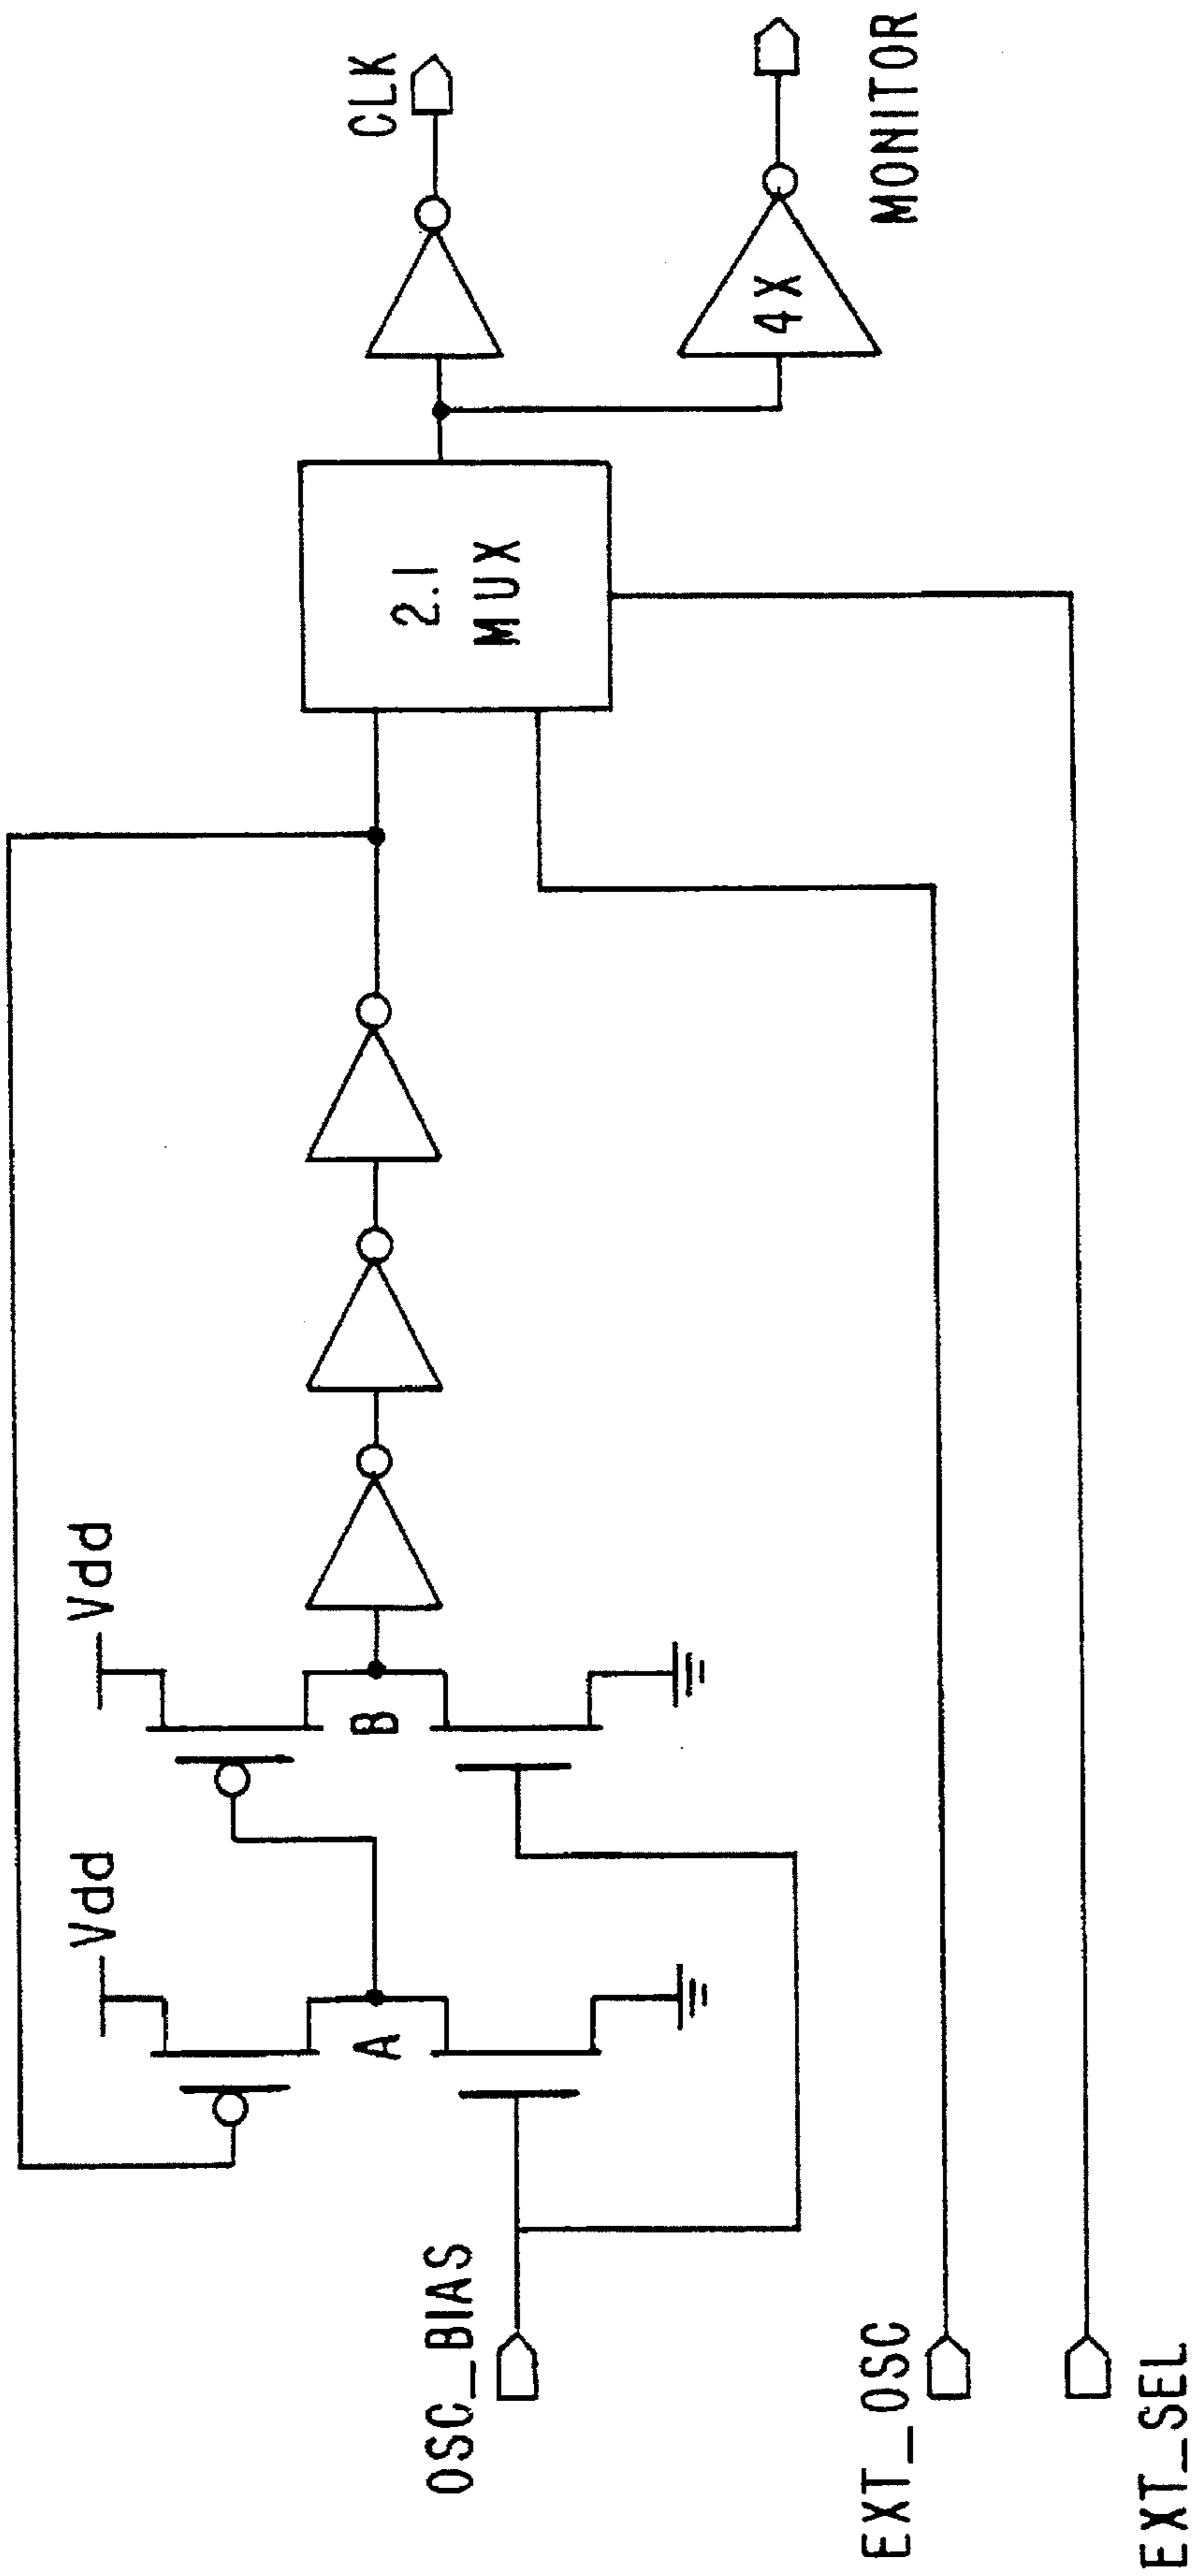 Vdd
Vdd
A
B
OSC_BIAS
2.1
MUX
CLK
4X
MONITOR
EXT_OSC
EXT_SEL